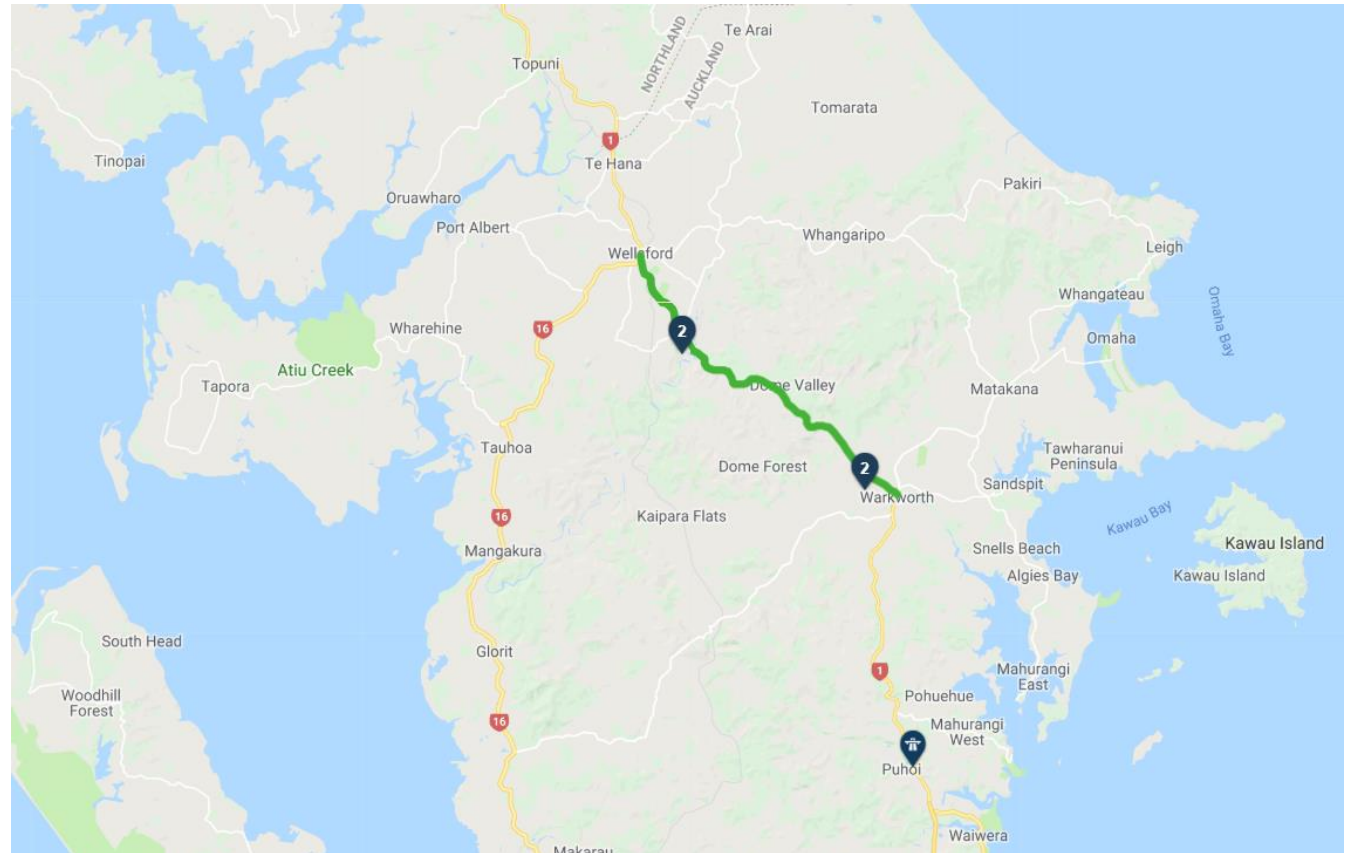 Te Arai
NORTHLAND
AUCKLAND
Topuni
Tomarata
1
Tinopai
Te Hana
Pakiri
Oruawharo
Port Albert
Whangaripo
Leigh
Wellsford
Whangateau
Omaha Bay
16
Wharehine
2
Omaha
Atiu Creek
Tapora
Dome Valley
Matakana
Tauhoa
Tawharanui
Peninsula
Dome Forest
2
Sandspit
Warkworth
16
Kaipara Flats
Kawau Bay
Mangakura
Snells Beach
Kawau Island
Algies Bay
Kawau Island
South Head
Glorit
Mahurangi
East
1
Woodhill
Forest
Pohuehue
16
Mahurangi
West
Puhoi
Waiwera
Makarau